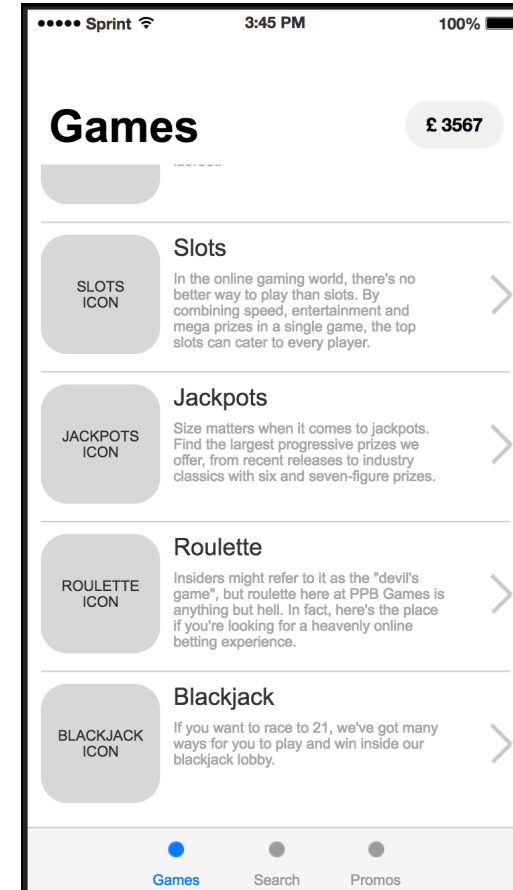 Sprint
3:45 PM
100%
Games
£ 3567
Slots
SLOTS
ICON
In the online gaming world, there's no
better way to play than slots. By
combining speed, entertainment and
mega prizes in a single game, the top
slots can cater to every player.
Jackpots
JACKPOTS
ICON
Size matters when it comes to jackpots.
Find the largest progressive prizes we
offer, from recent releases to industry
classics with six and seven-figure prizes.
Roulette
ROULETTE
ICON
Insiders might refer to it as the "devil's
game", but roulette here at PPB Games is
anything but hell. In fact, here's the place
if you're looking for a heavenly online
betting experience.
Blackjack
BLACKJACK
ICON
If you want to race to 21, we've got many
ways for you to play and win inside our
blackjack lobby.
Games
Search
Promos